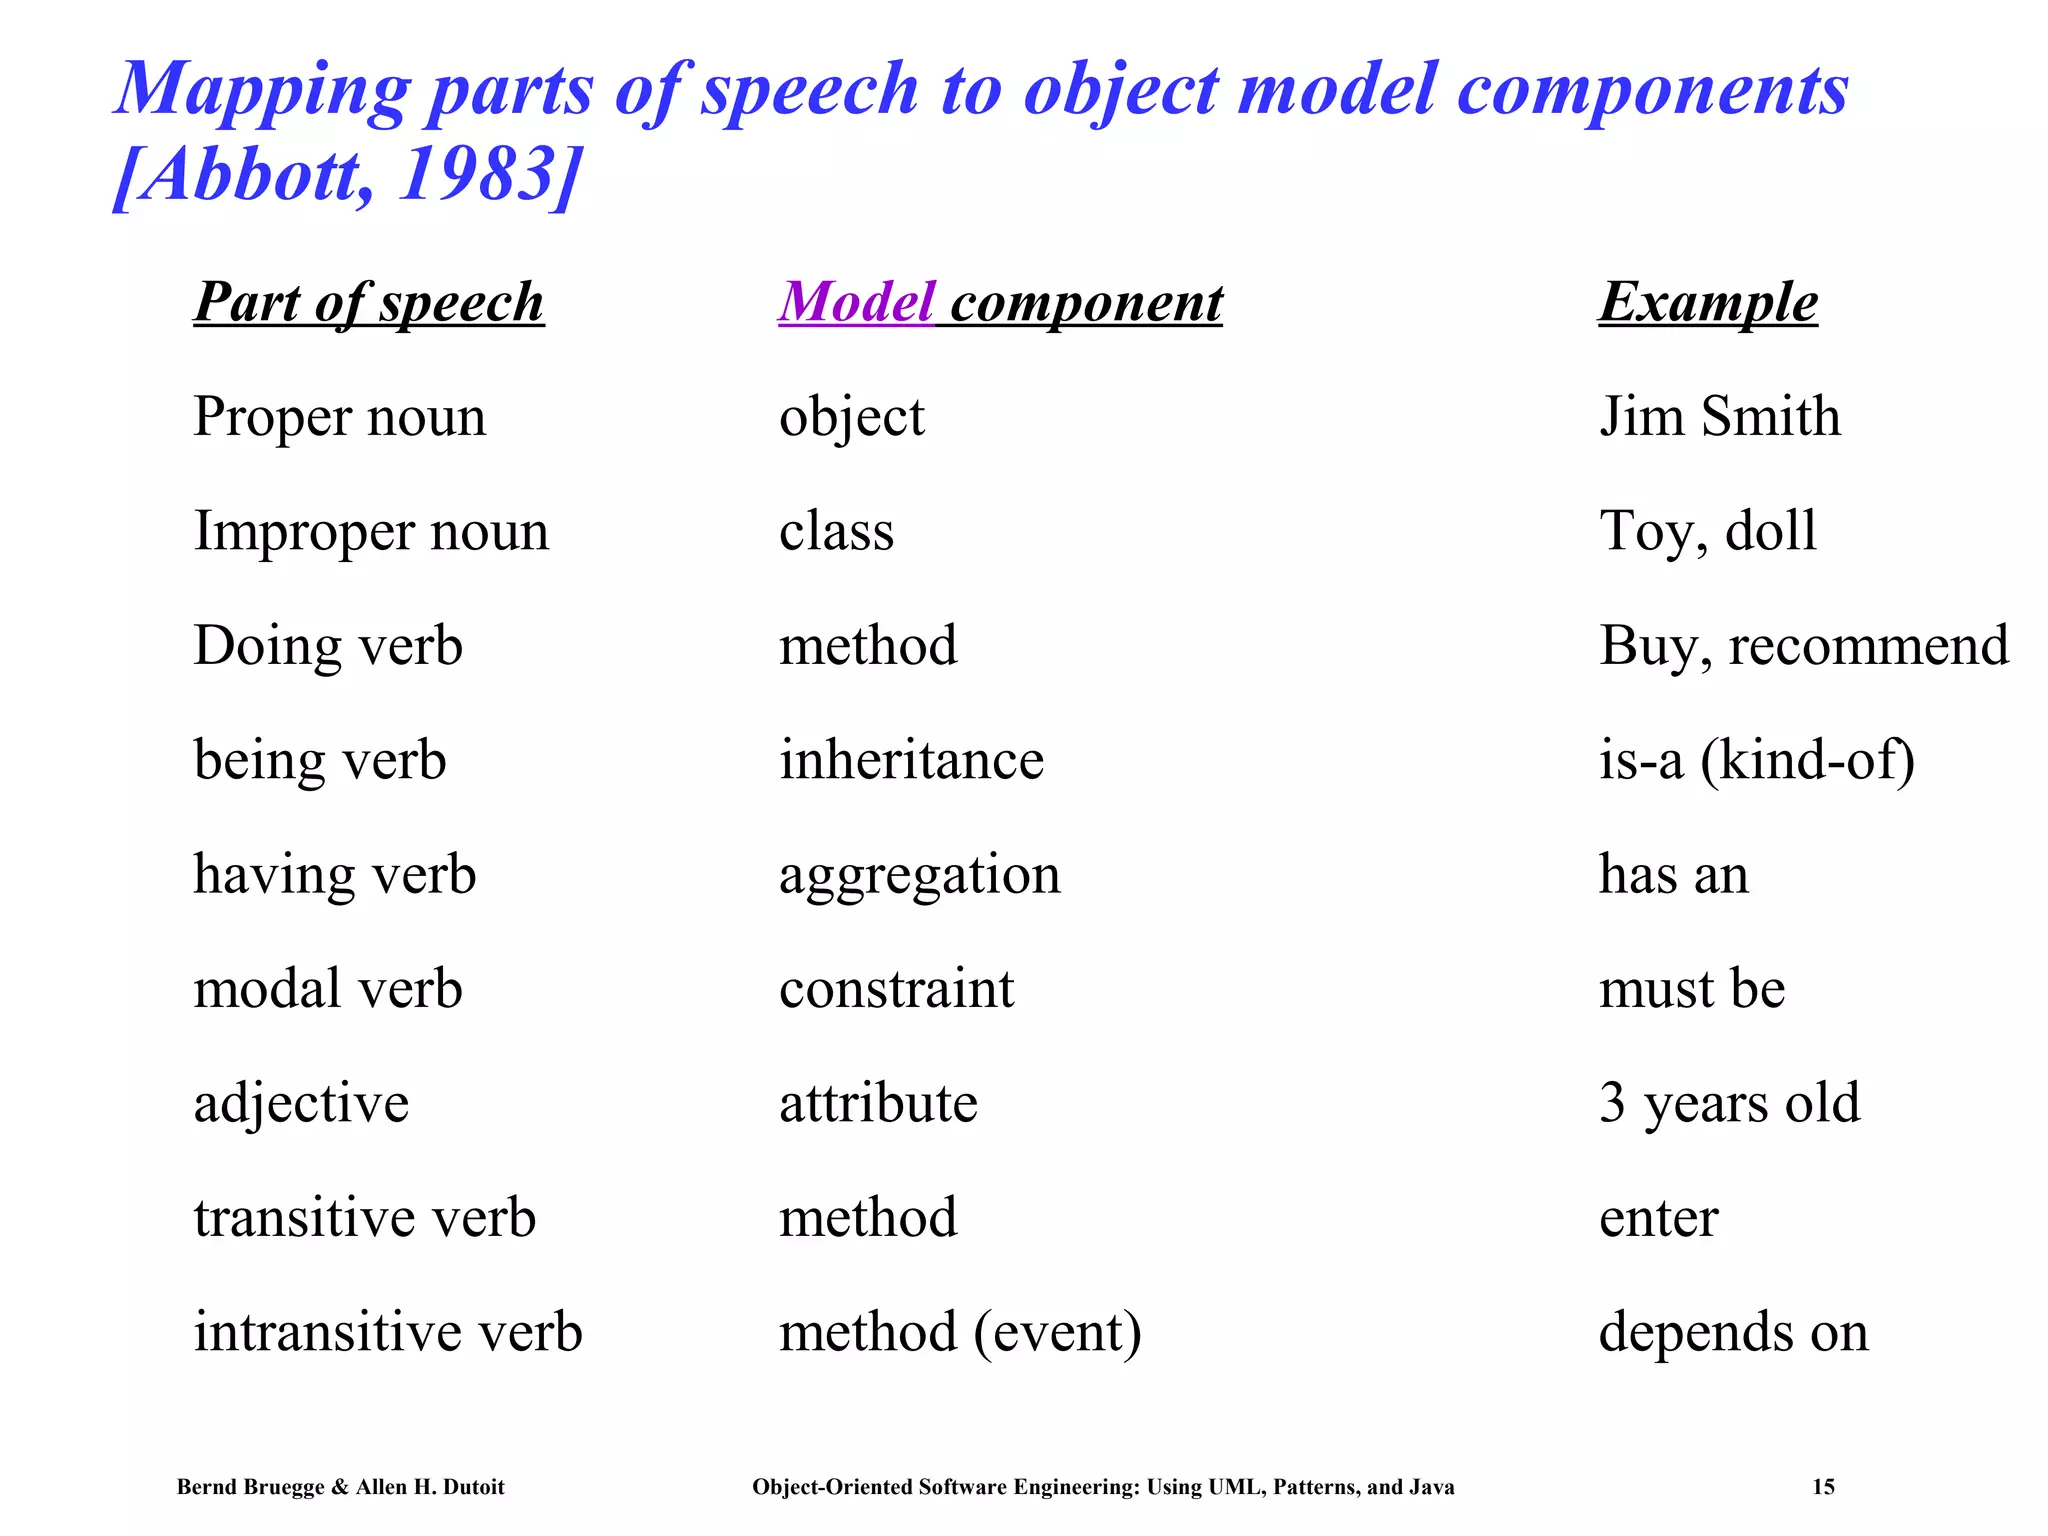 Mapping parts of speech to object model components
[Abbott, 1983]
Part of speech Model component Example
Proper noun object Jim Smith
Improper noun class Toy, doll
Doing verb method Buy, recommend
being verb inheritance is-a (kind-of)
having verb aggregation has an
modal verb constraint must be
adjective attribute 3 years old
transitive verb method enter
intransitive verb method (event) depends on
Bernd Bruegge & Allen H. Dutoit Object-Oriented Software Engineering: Using UML, Patterns, and Java 15